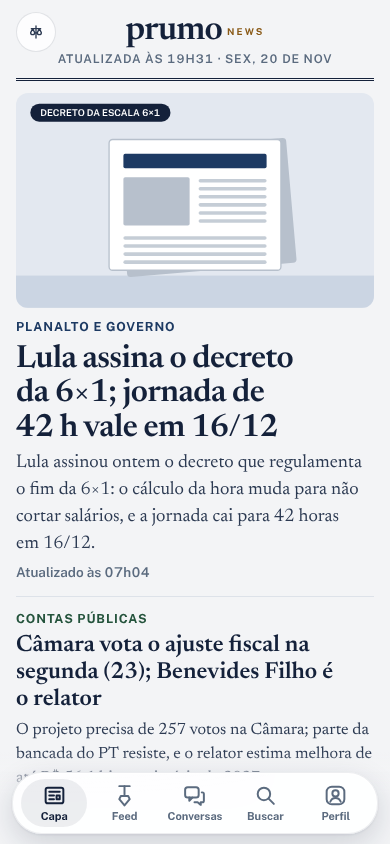 prumo NEWS
ATUALIZADA ÀS 19H31 · SEX, 20 DE NOV
DECRETO DA ESCALA 6×1
PLANALTO E GOVERNO
Lula assina o decreto
da 6×1; jornada de
42 h vale em 16/12
Lula assinou ontem o decreto que regulamenta
o fim da 6×1: o cálculo da hora muda para não
cortar salários, e a jornada cai para 42 horas
em 16/12.
Atualizado às 07h04
CONTAS PÚBLICAS
Câmara vota o ajuste fiscal na
segunda (23); Benevides Filho é
o relator
O projeto precisa de 257 votos na Câmara; parte da
bancada do PT resiste, e o relator estima melhora de
Capa
Feed
Conversas
Buscar
Perfil